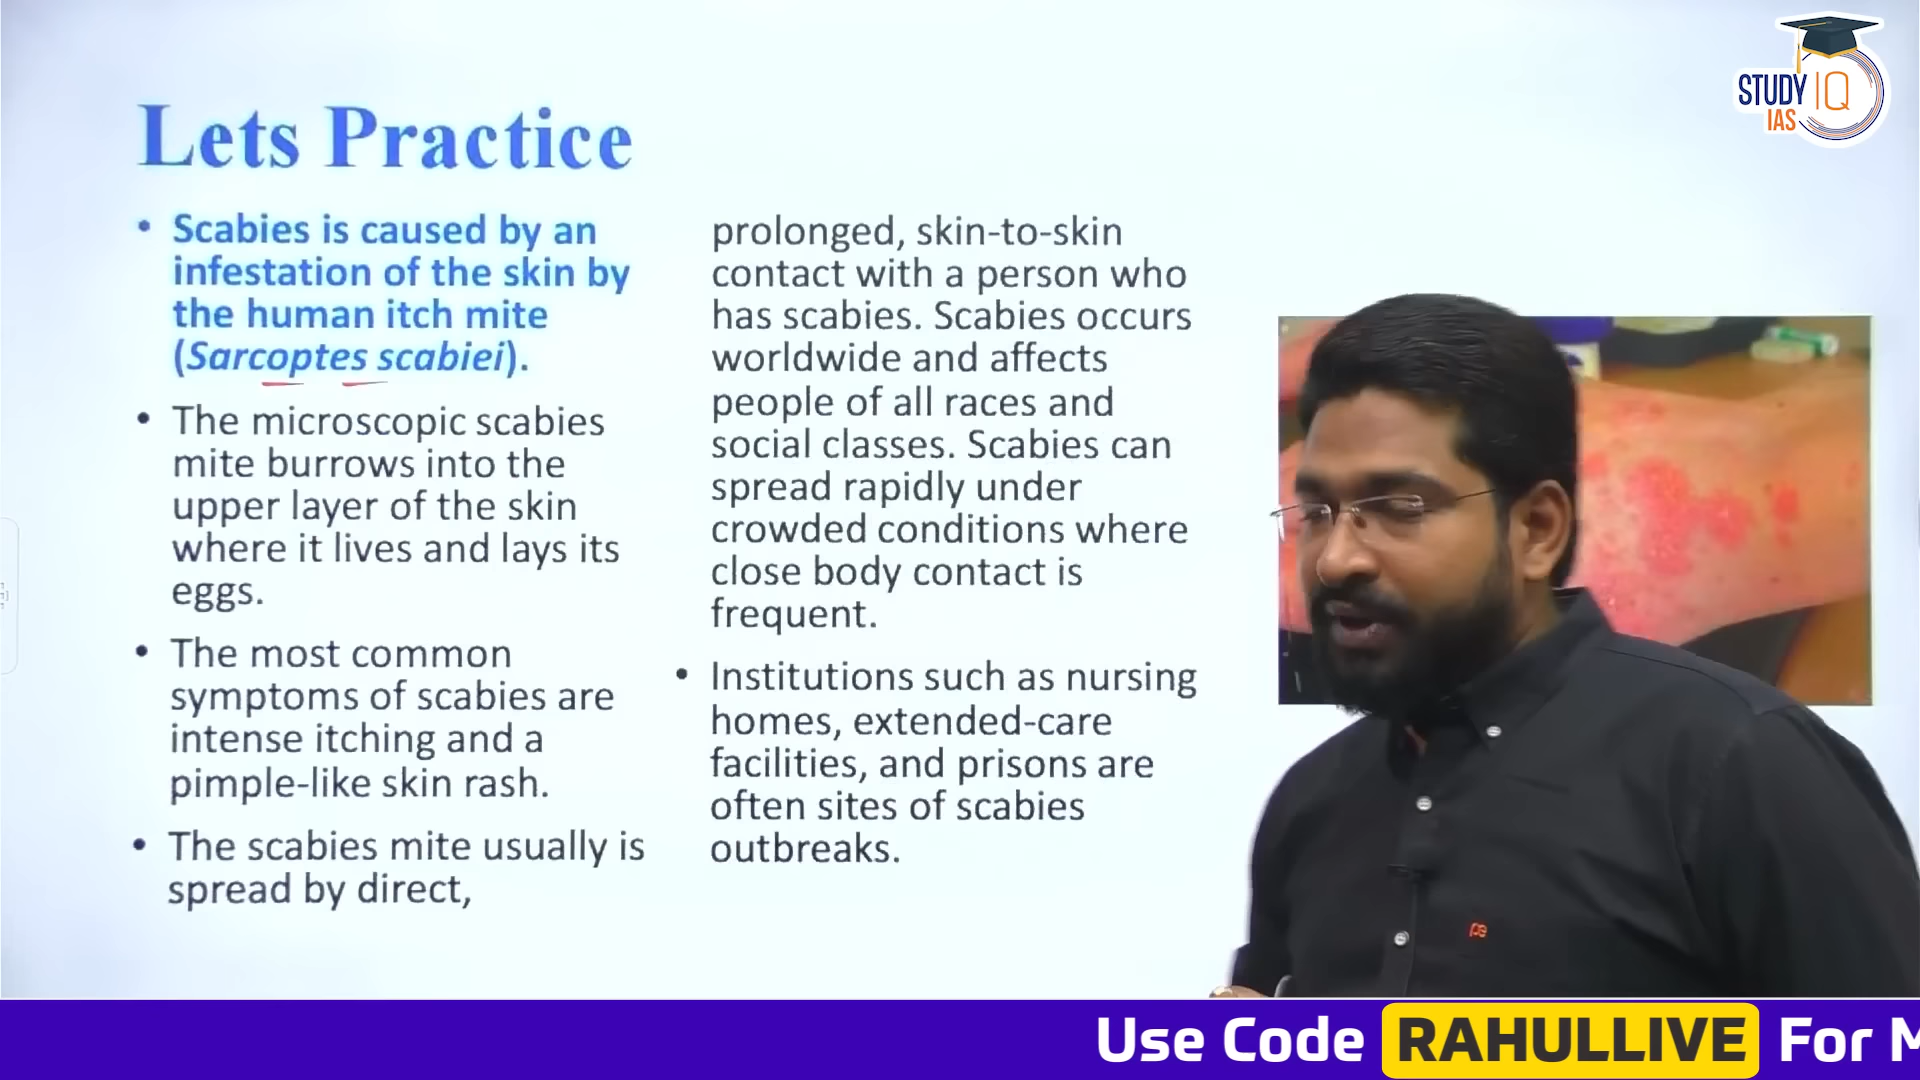 STUDY IQ
IAS
Lets Practice
• Scabies is caused by an
infestation of the skin by
the human itch mite
(Sarcoptes scabiei).
• The microscopic scabies
mite burrows into the
upper layer of the skin
where it lives and lays its
eggs.
• The most common
symptoms of scabies are
intense itching and a
pimple-like skin rash.
• The scabies mite usually is
spread by direct,
prolonged, skin-to-skin
contact with a person who
has scabies. Scabies occurs
worldwide and affects
people of all races and
social classes. Scabies can
spread rapidly under
crowded conditions where
close body contact is
frequent.
• Institutions such as nursing
homes, extended-care
facilities, and prisons are
often sites of scabies
outbreaks.
pe
Use Code RAHULLIVE For M